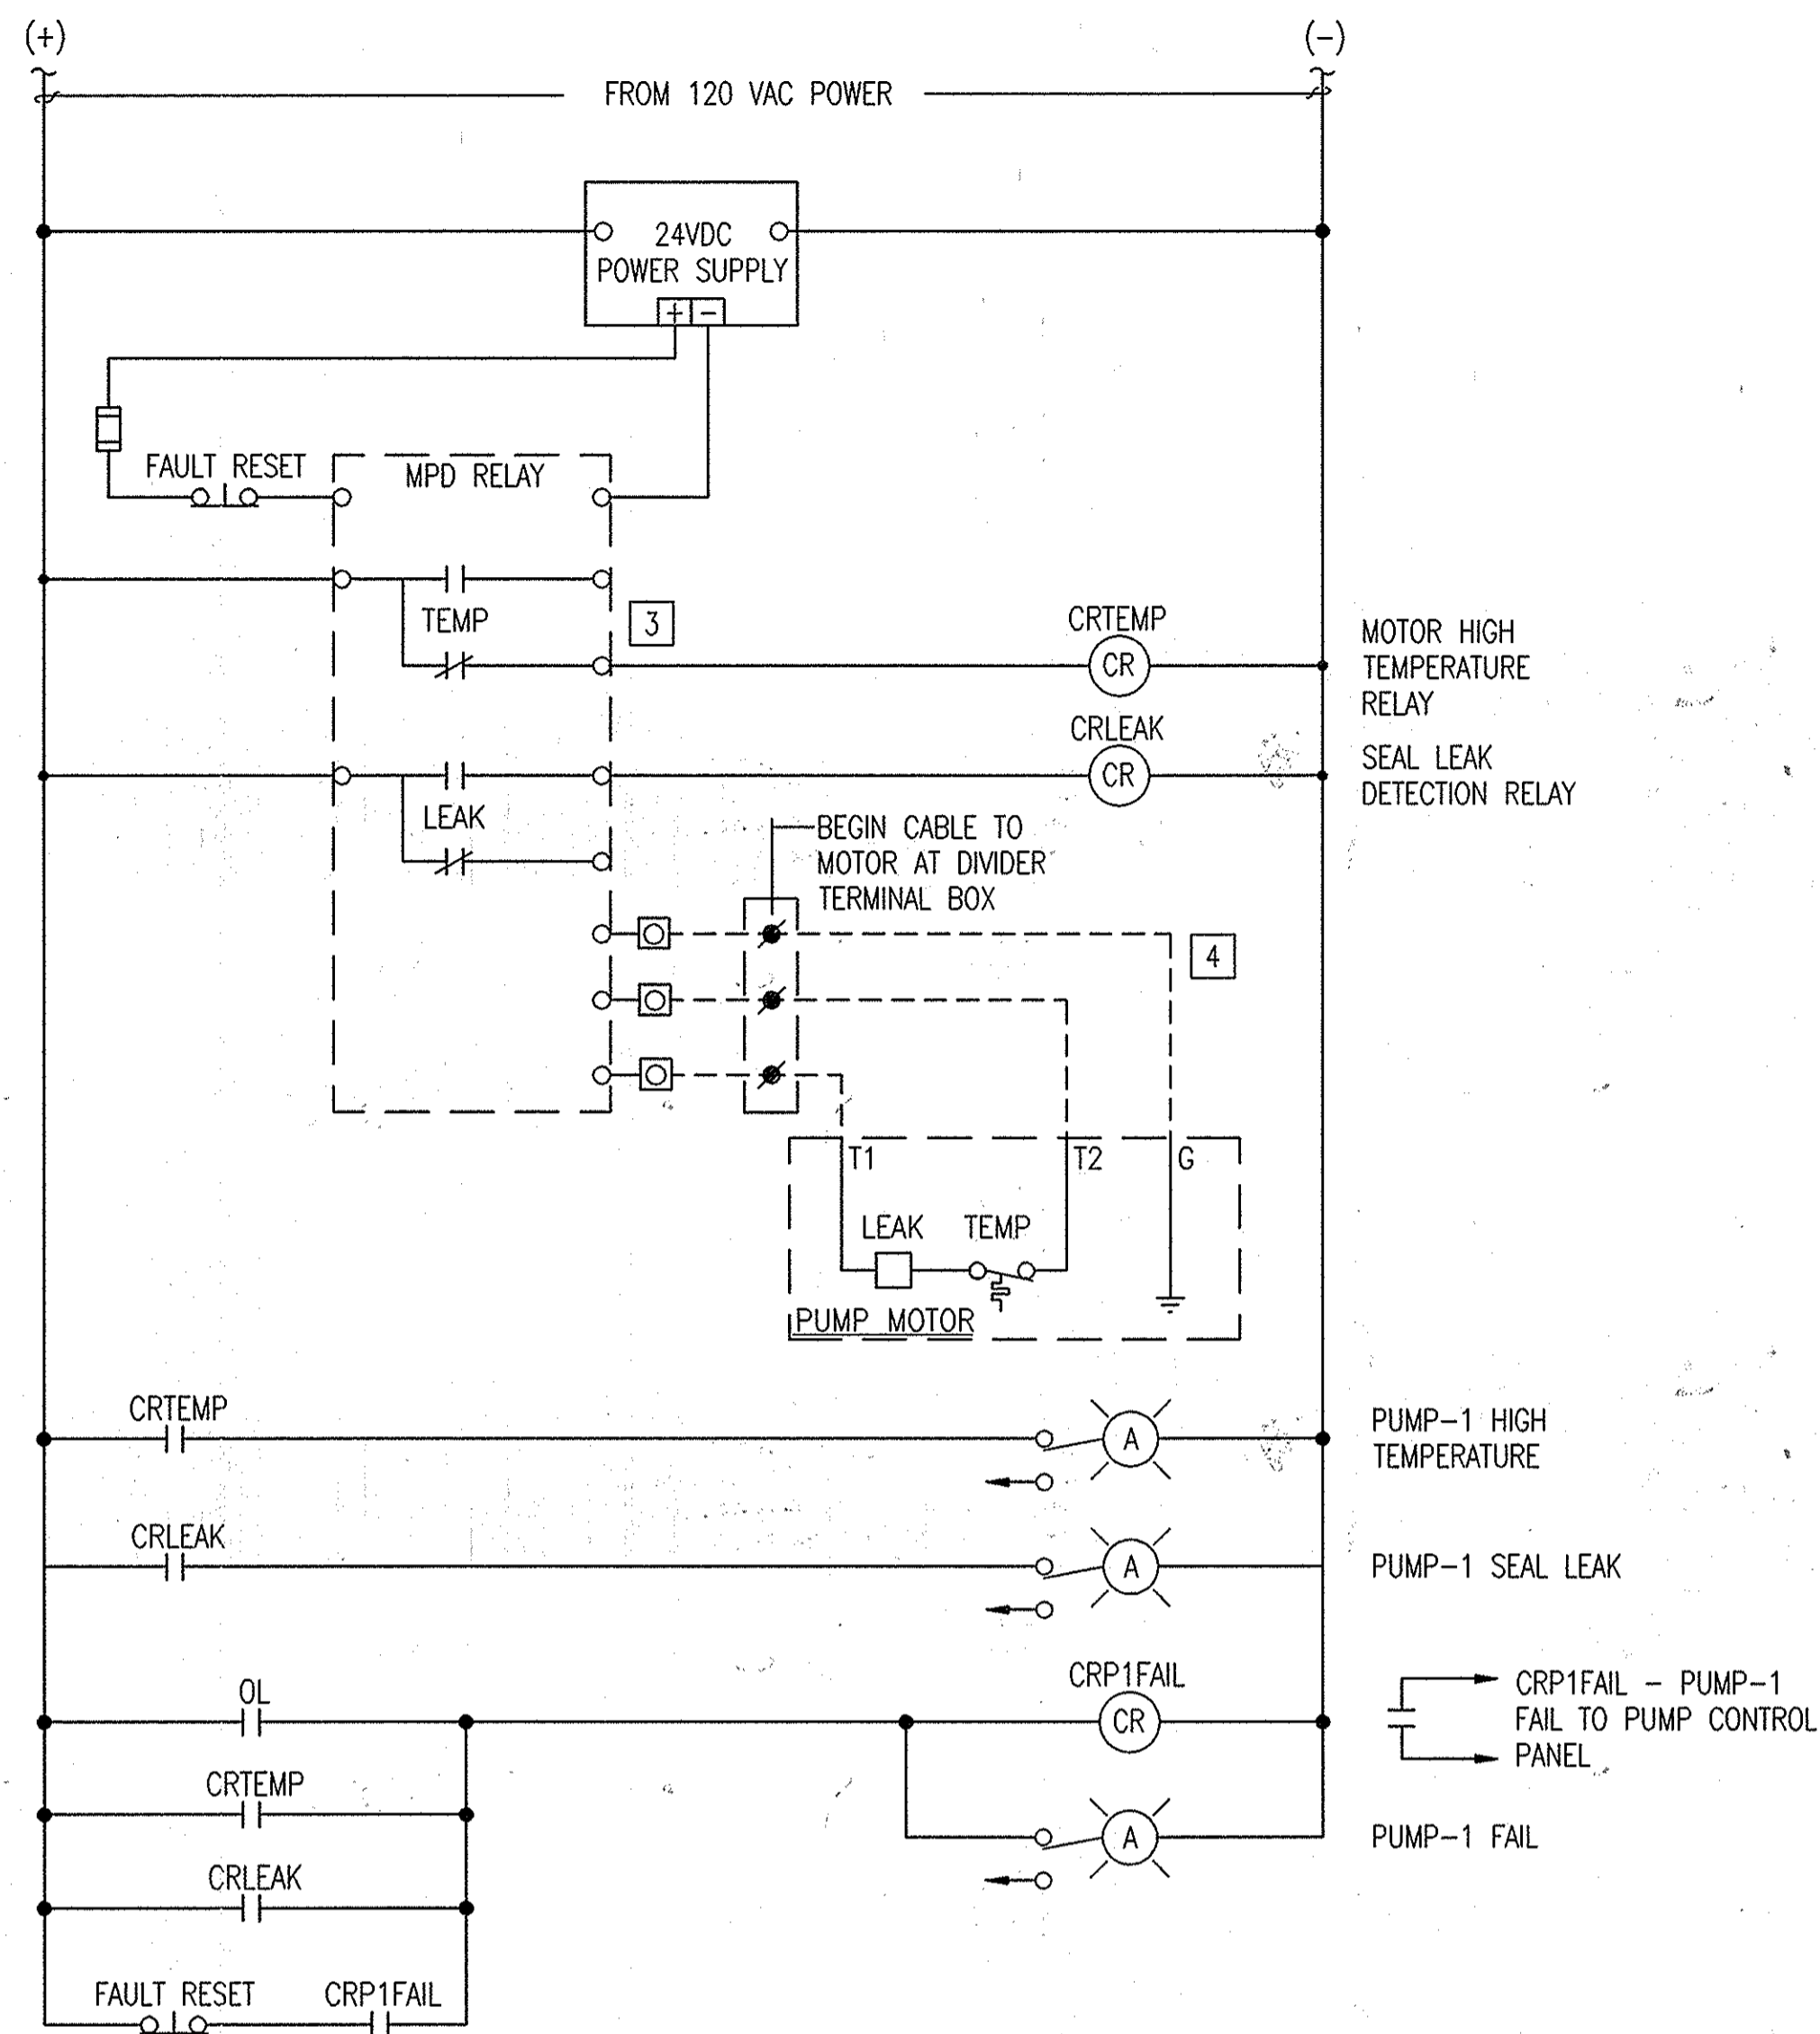 (+)
(-)
FROM 120 VAC POWER
24VDC
POWER SUPPLY
+ -
FAULT RESET
MPD RELAY
TEMP
3
CRTEMP
CR
MOTOR HIGH
TEMPERATURE
RELAY
CRLEAK
CR
SEAL LEAK
DETECTION RELAY
LEAK
BEGIN CABLE TO
MOTOR AT DIVIDER
TERMINAL BOX
4
T1
T2
G
LEAK
TEMP
PUMP MOTOR
CRTEMP
A
PUMP-1 HIGH
TEMPERATURE
CRLEAK
A
PUMP-1 SEAL LEAK
OL
CRP1FAIL
CR
CRP1FAIL - PUMP-1
FAIL TO PUMP CONTROL
PANEL
CRTEMP
A
PUMP-1 FAIL
CRLEAK
FAULT RESET
CRP1FAIL